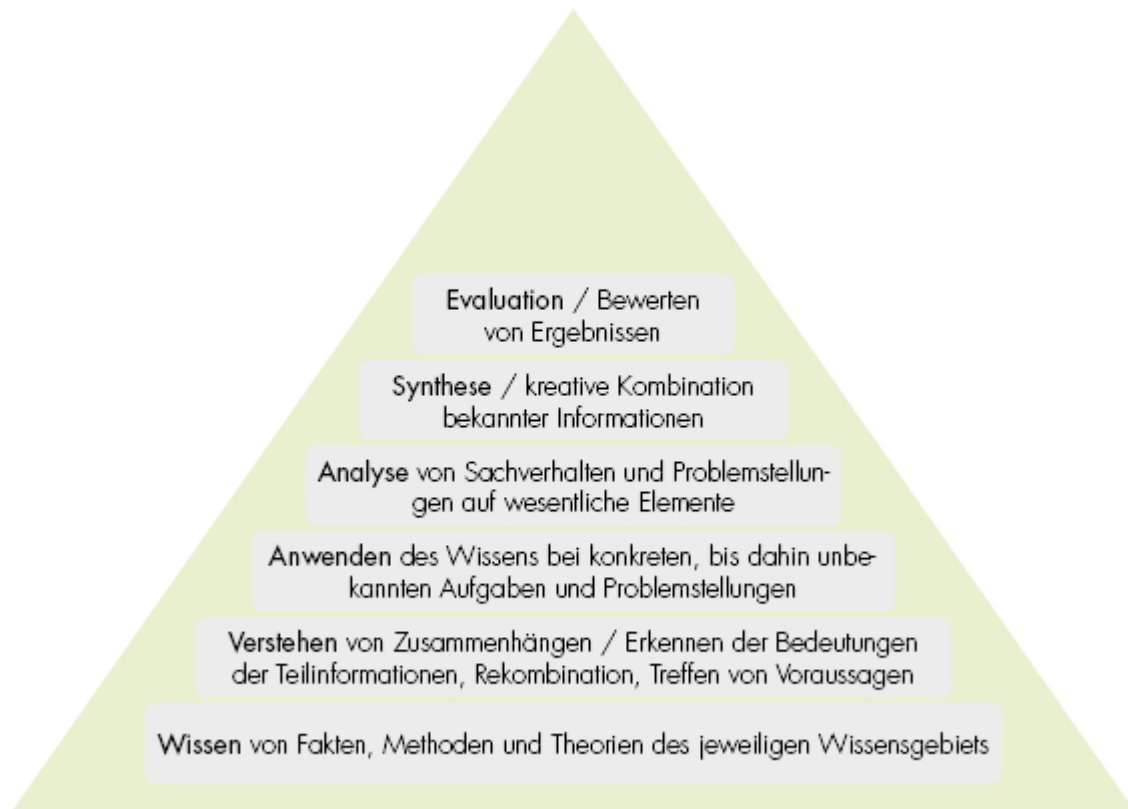 Evaluation / Bewerten
von Ergebnissen
Synthese / kreative Kombination
bekannter Informationen
Analyse von Sachverhalten und Problemstellun-
gen auf wesentliche Elemente
Anwenden des Wissens bei konkreten, bis dahin unbe-
kannten Aufgaben und Problemstellungen
Verstehen von Zusammenhängen / Erkennen der Bedeutungen
der Teilinformationen, Rekombination, Treffen von Voraussagen
Wissen von Fakten, Methoden und Theorien des jeweiligen Wissensgebiets